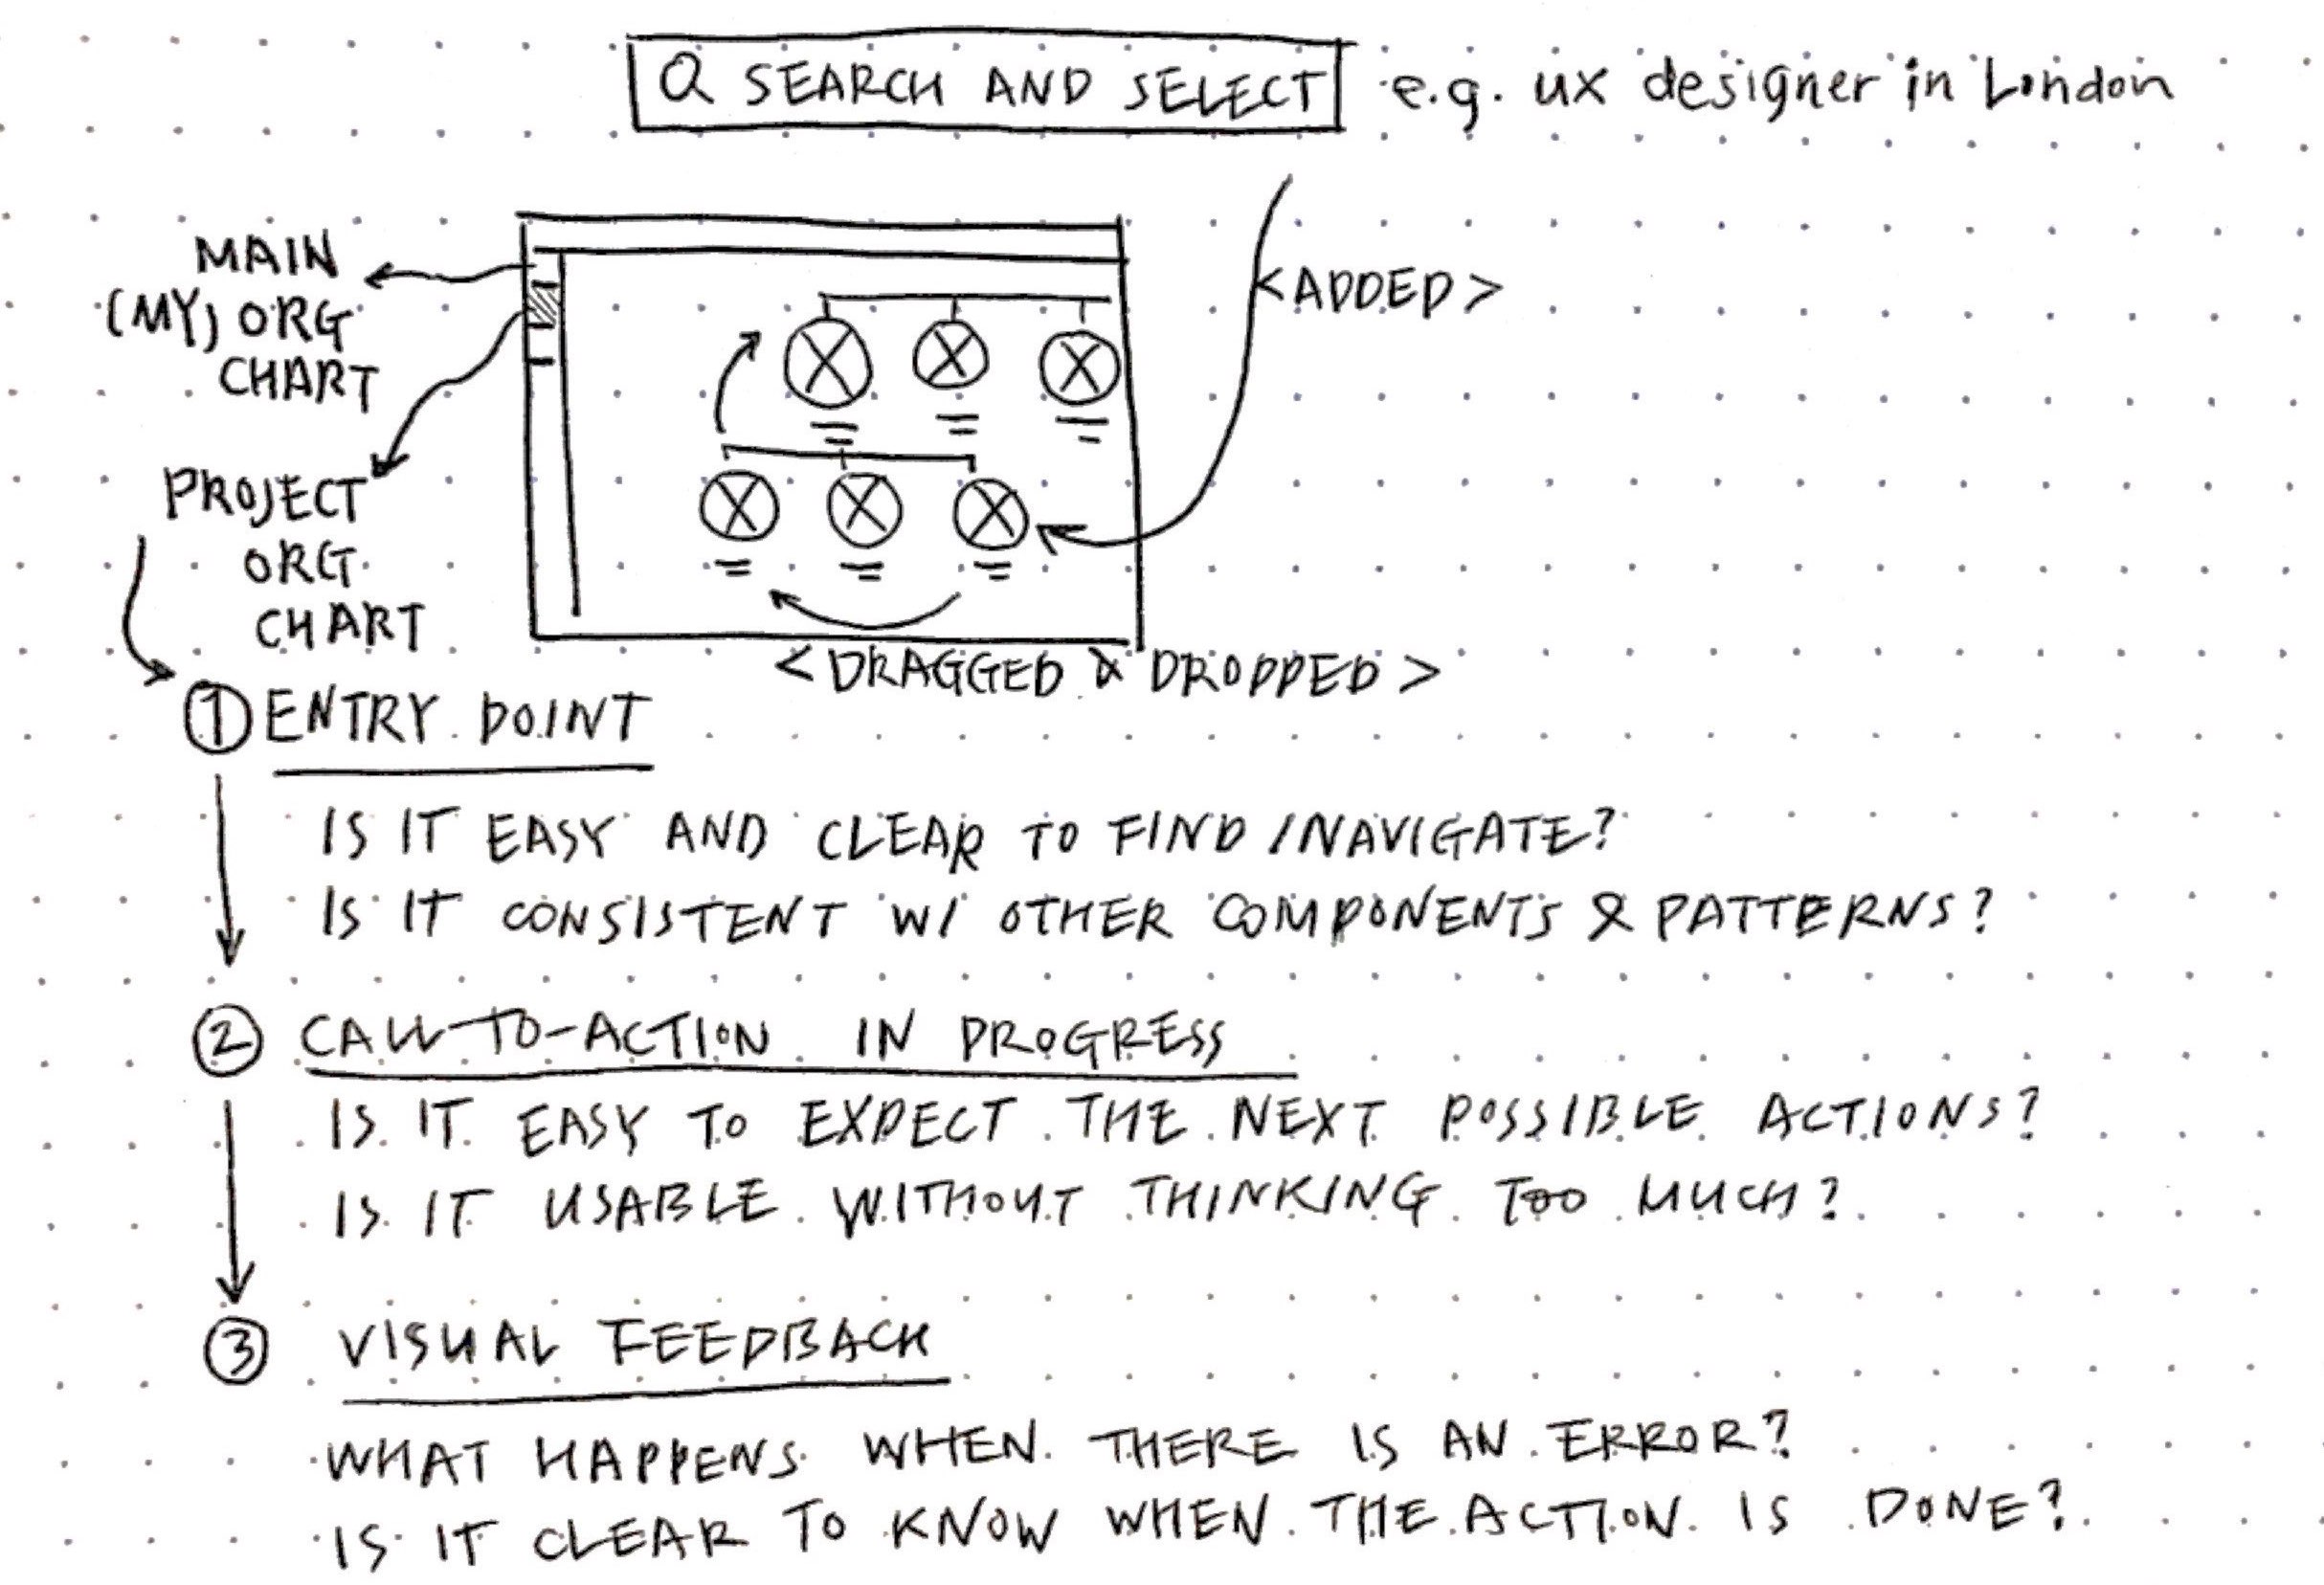 Q SEARCH AND SELECT e.g. ux designer in London
MAIN
(MY) ORG
CHART
<ADDED>
PROJECT
ORG
CHART
<DRAGGED & DROPPED>
1 ENTRY POINT
IS IT EASY AND CLEAR TO FIND/NAVIGATE?
IS IT CONSISTENT W/ OTHER COMPONENTS & PATTERNS?
2 CALL-TO-ACTION IN PROGRESS
IS IT EASY TO EXPECT THE NEXT POSSIBLE ACTIONS?
IS IT USABLE WITHOUT THINKING TOO MUCH?
3 VISUAL FEEDBACK
WHAT HAPPENS WHEN THERE IS AN ERROR?
IS IT CLEAR TO KNOW WHEN THE ACTION IS DONE?